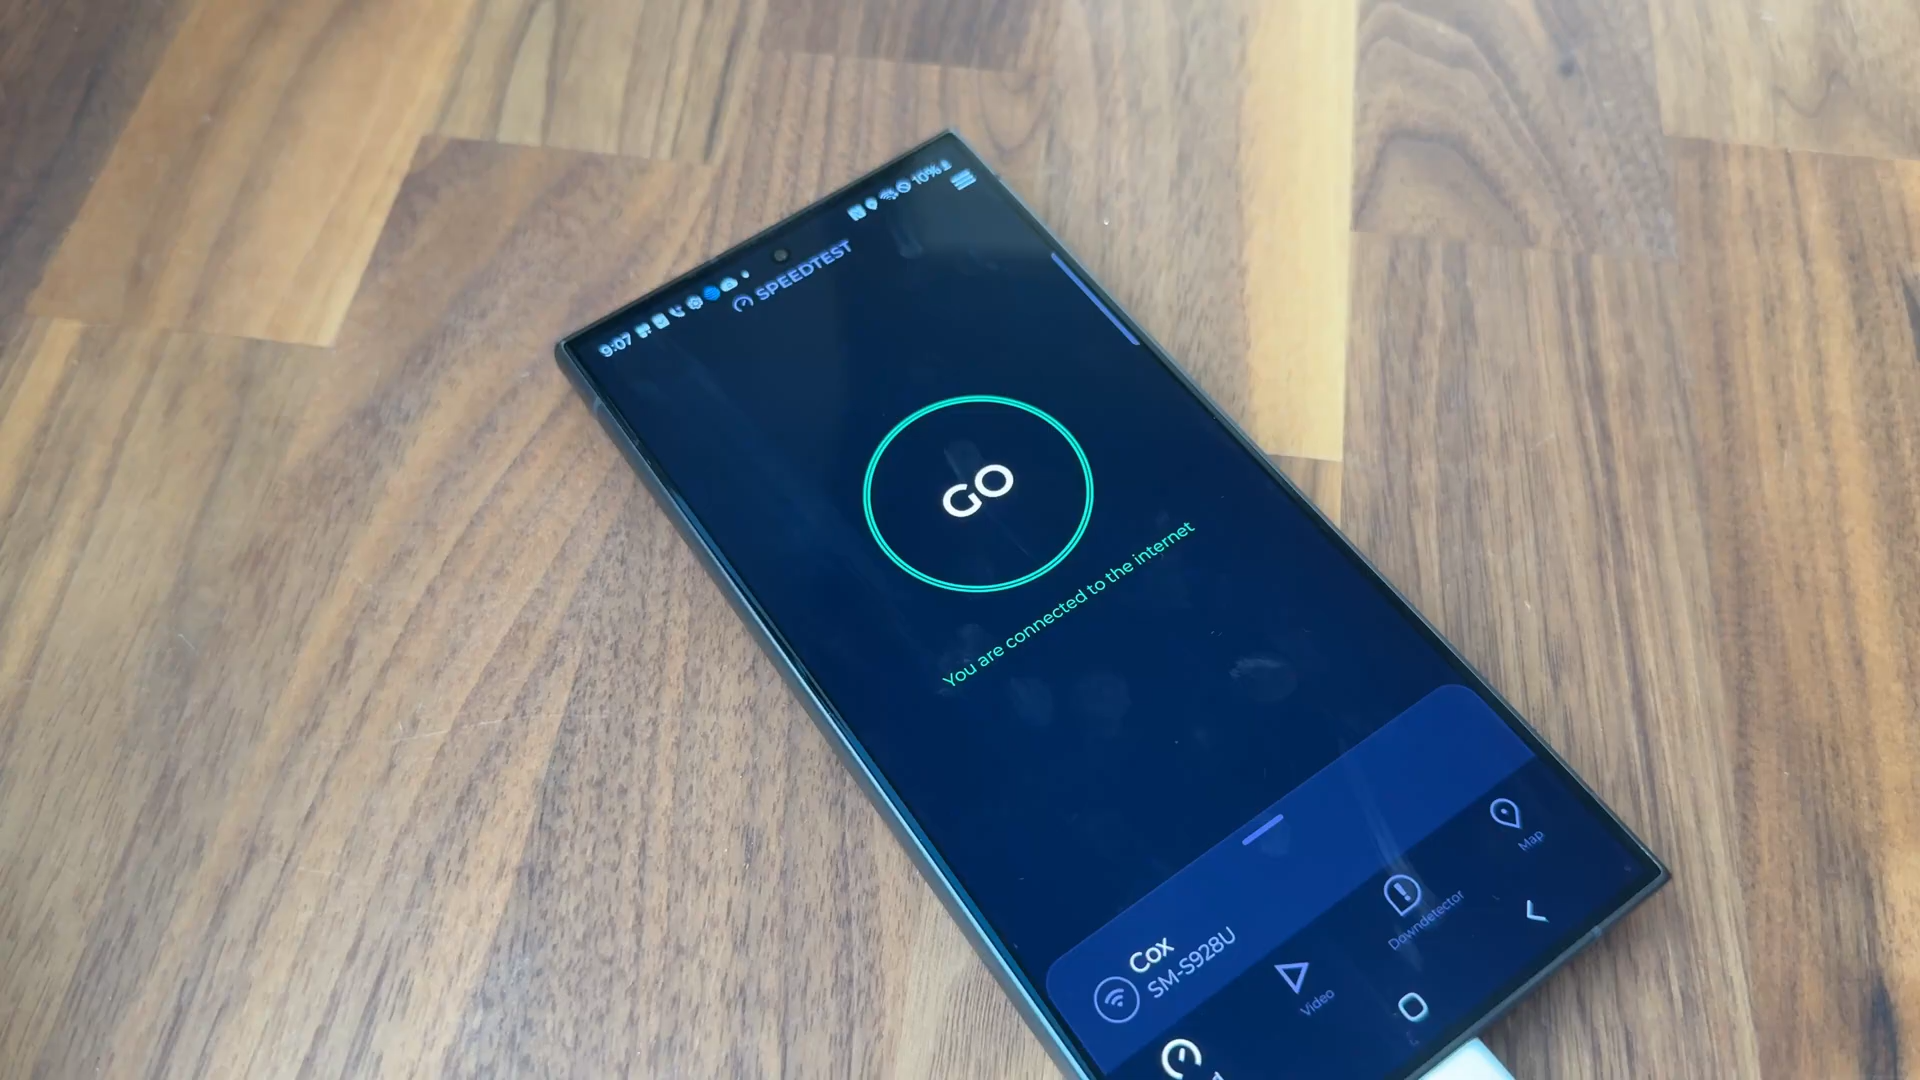 9:07
10%
SPEEDTEST
GO
You are connected to the internet
Cox
SM-S928U
Video
Downdetector
Map